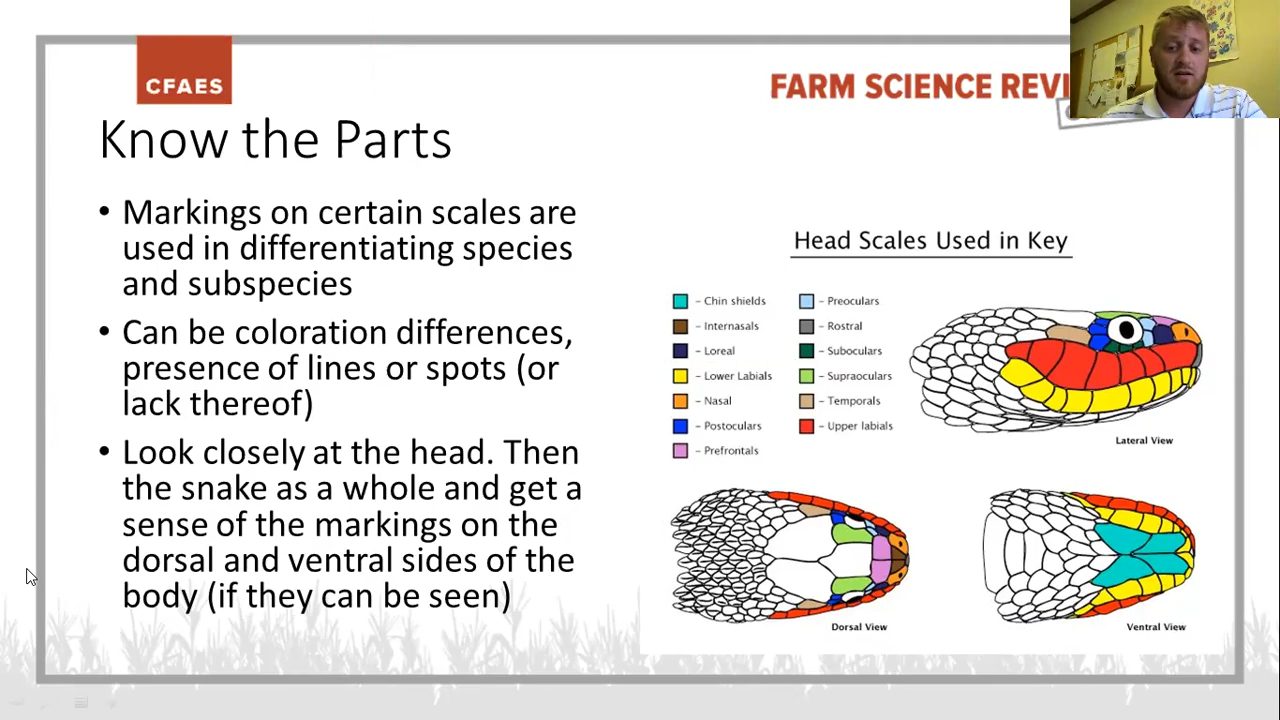 CFAES
FARM SCIENCE REVI
Know the Parts
• Markings on certain scales are
used in differentiating species
and subspecies
• Can be coloration differences,
presence of lines or spots (or
lack thereof)
• Look closely at the head. Then
the snake as a whole and get a
sense of the markings on the
dorsal and ventral sides of the
body (if they can be seen)
Head Scales Used in Key
– Chin shields
– Internasals
– Loreal
– Lower Labials
– Nasal
– Postoculars
– Prefrontals
– Preoculars
– Rostral
– Suboculars
– Supraoculars
– Temporals
– Upper labials
Lateral View
Dorsal View
Ventral View